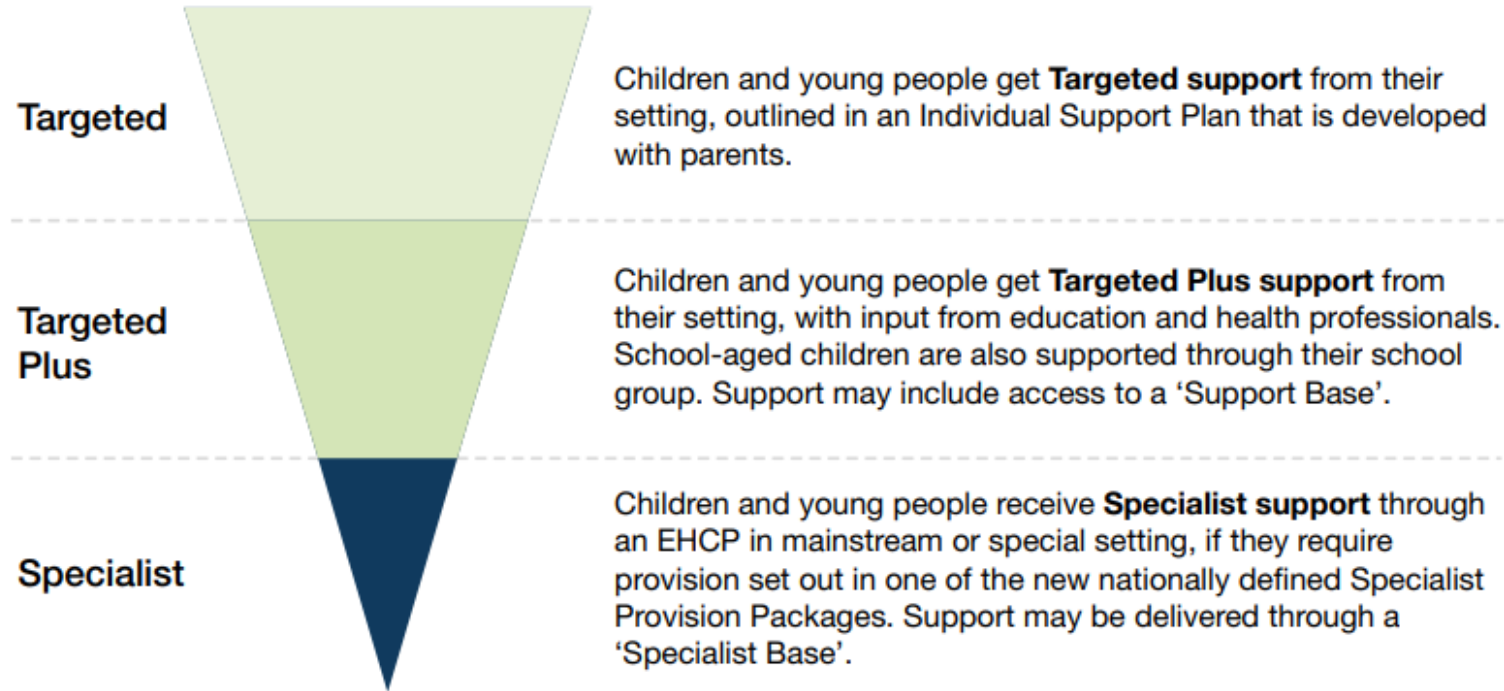 Targeted
Children and young people get Targeted support from their
setting, outlined in an Individual Support Plan that is developed
with parents.
Targeted
Plus
Children and young people get Targeted Plus support from
their setting, with input from education and health professionals.
School-aged children are also supported through their school
group. Support may include access to a ‘Support Base’.
Specialist
Children and young people receive Specialist support through
an EHCP in mainstream or special setting, if they require
provision set out in one of the new nationally defined Specialist
Provision Packages. Support may be delivered through a
‘Specialist Base’.